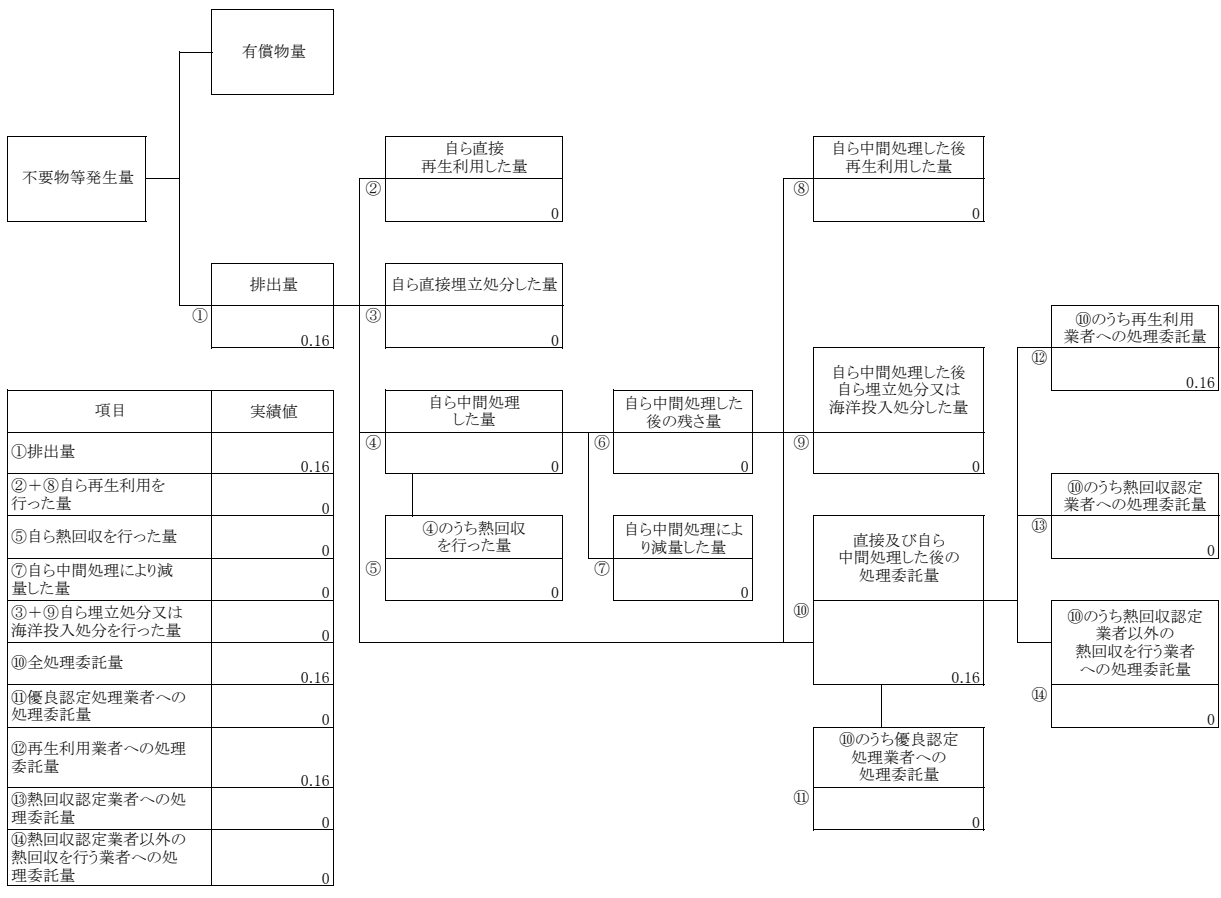 有償物量
不要物等発生量
自ら直接
再生利用した量
②
0
自ら中間処理した後
再生利用した量
⑧
0
排出量
①
0.16
自ら直接埋立処分した量
③
0
⑩のうち再生利用
業者への処理委託量
⑫
0.16
自ら中間処理
した量
④
0
自ら中間処理した
後の残さ量
⑥
0
自ら中間処理した後
自ら埋立処分又は
海洋投入処分した量
⑨
0
⑩のうち熱回収認定
業者への処理委託量
⑬
0
④のうち熱回収
を行った量
⑤
0
自ら中間処理によ
り減量した量
⑦
0
直接及び自ら
中間処理した後の
処理委託量
⑩
0.16
⑩のうち熱回収認定
業者以外の
熱回収を行う業者
への処理委託量
⑭
0
⑩のうち優良認定
処理業者への
処理委託量
⑪
0
項目 実績値
①排出量
0.16
②＋⑧自ら再生利用を
行った量
0
⑤自ら熱回収を行った量
0
⑦自ら中間処理により減
量した量
0
③＋⑨自ら埋立処分又は
海洋投入処分を行った量
0
⑩全処理委託量
0.16
⑪優良認定処理業者への
処理委託量
0
⑫再生利用業者への処理
委託量
0.16
⑬熱回収認定業者への処
理委託量
0
⑭熱回収認定業者以外の
熱回収を行う業者への処
理委託量
0